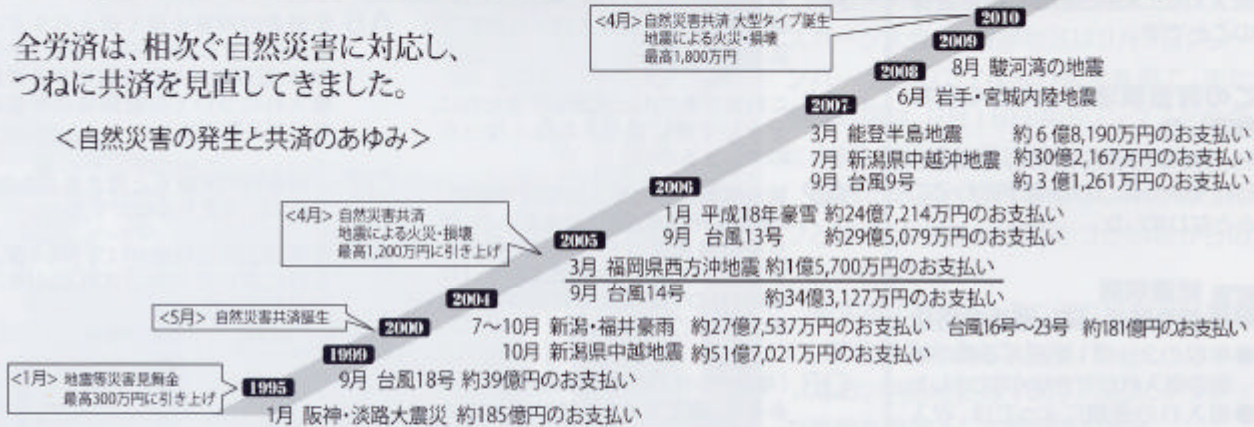 全労済は、相次ぐ自然災害に対応し、
つねに共済を見直してきました。
<自然災害の発生と共済のあゆみ>
<4月> 自然災害共済 大型タイプ誕生
地震による火災・損壊
最高1,800万円
2010
2009
8月 駿河湾の地震
2008
6月 岩手・宮城内陸地震
2007
3月 能登半島地震 約6億8,190万円のお支払い
7月 新潟県中越沖地震 約30億2,167万円のお支払い
9月 台風9号 約3億1,261万円のお支払い
2006
1月 平成18年豪雪 約24億7,214万円のお支払い
9月 台風13号 約29億5,079万円のお支払い
<4月> 自然災害共済
地震による火災・損壊
最高1,200万円に引き上げ
2005
3月 福岡県西方沖地震 約1億5,700万円のお支払い
9月 台風14号 約34億3,127万円のお支払い
2004
7～10月 新潟・福井豪雨 約27億7,537万円のお支払い 台風16号～23号 約181億円のお支払い
10月 新潟県中越地震 約51億7,021万円のお支払い
<5月> 自然災害共済誕生
2000
1999
9月 台風18号 約39億円のお支払い
<1月> 地震等災害見舞金
最高300万円に引き上げ
1995
1月 阪神・淡路大震災 約185億円のお支払い